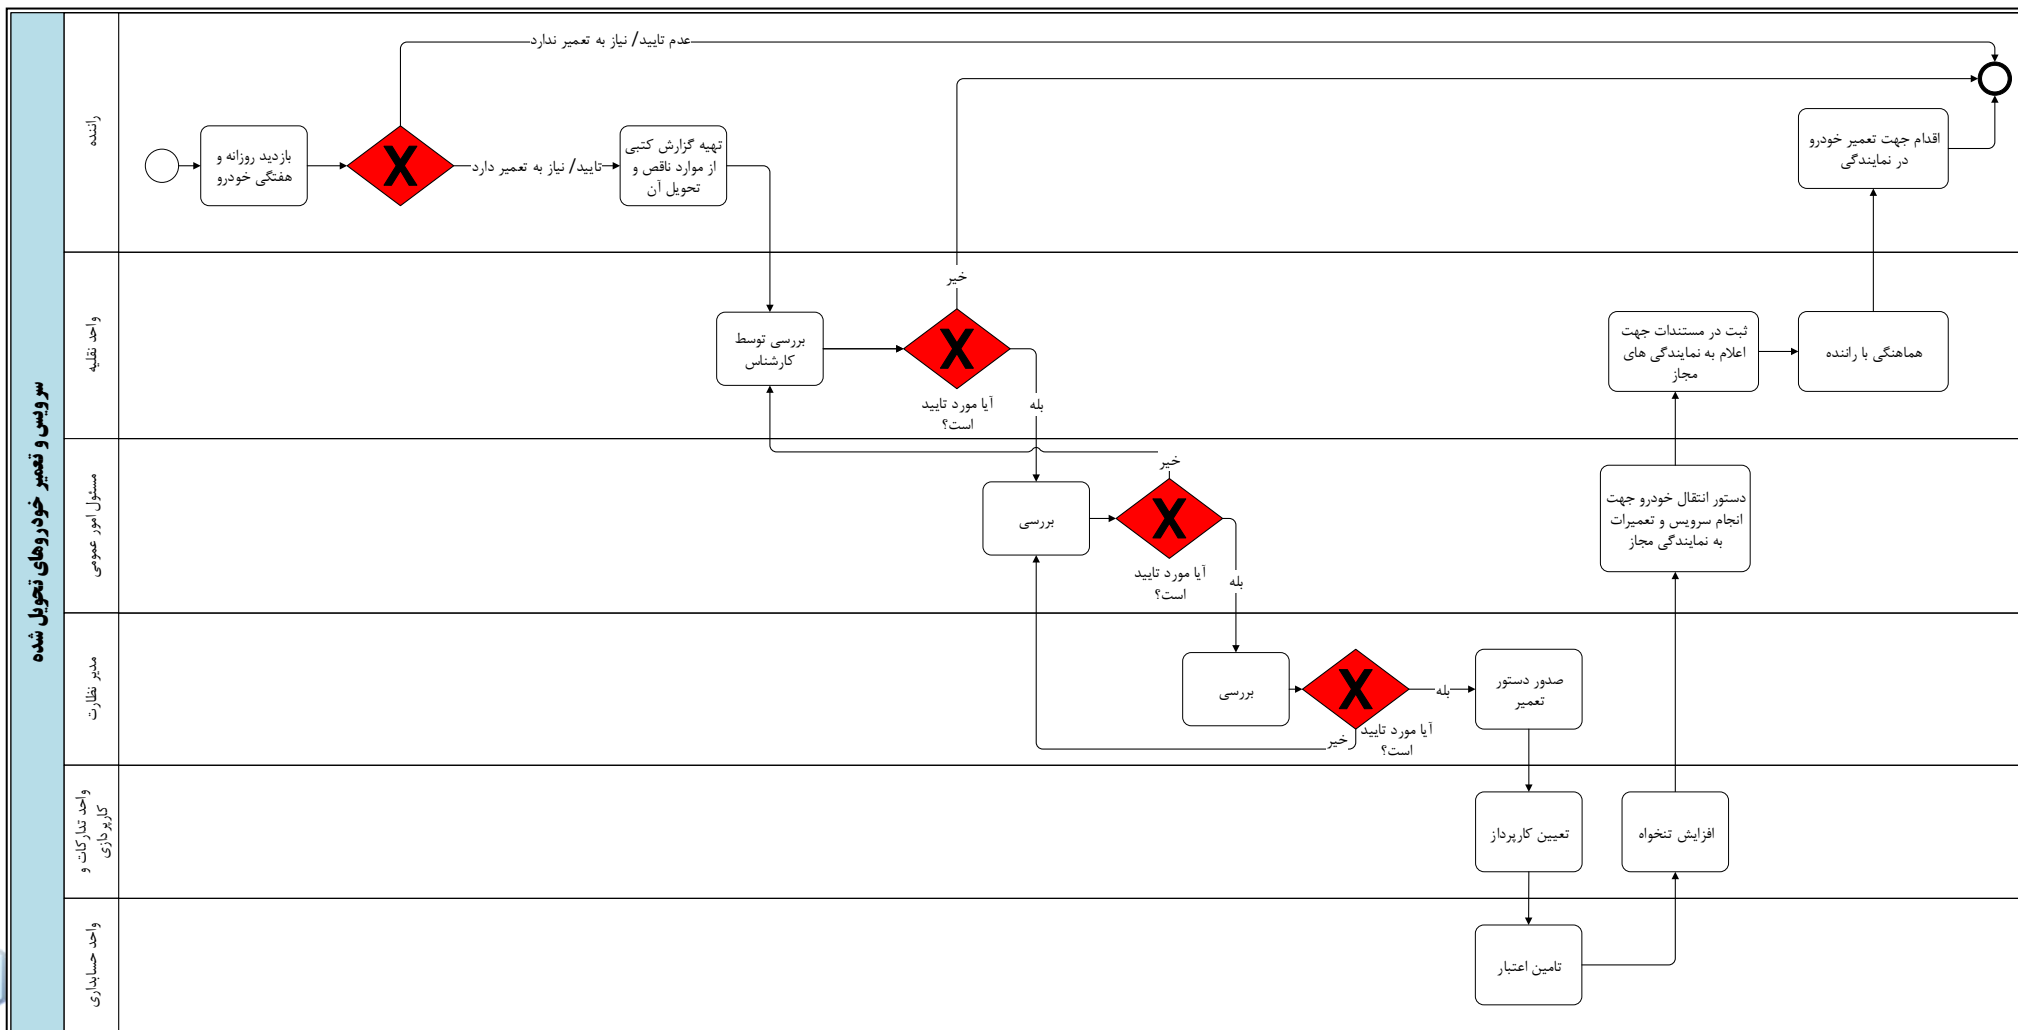 سرویس و تعمیر خودروهای تحویل شده
راننده
عدم تایید/ نیاز به تعمیر ندارد
بازدید روزانه و
هفتگی خودرو
X
تایید/ نیاز به تعمیر دارد
تهیه گزارش کتبی
از موارد ناقص و
تحویل آن
اقدام جهت تعمیر خودرو
در نمایندگی
واحد نقلیه
بررسی توسط
کارشناس
خیر
X
آیا مورد تایید
است؟
بله
ثبت در مستندات جهت
اعلام به نمایندگی های
مجاز
هماهنگی با راننده
مسئول امور عمومی
بررسی
خیر
X
آیا مورد تایید
است؟
بله
دستور انتقال خودرو جهت
انجام سرویس و تعمیرات
به نمایندگی مجاز
مدیر نظارت
بررسی
X
بله
خیر
آیا مورد تایید
است؟
صدور دستور
تعمیر
واحد تدارکات و
کارپردازی
تعیین کارپرداز
افزایش تنخواه
واحد حسابداری
تامین اعتبار